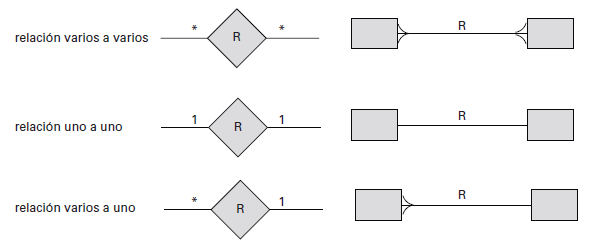 relación varios a varios * R * R
relación uno a uno 1 R 1 R
relación varios a uno * R 1 R